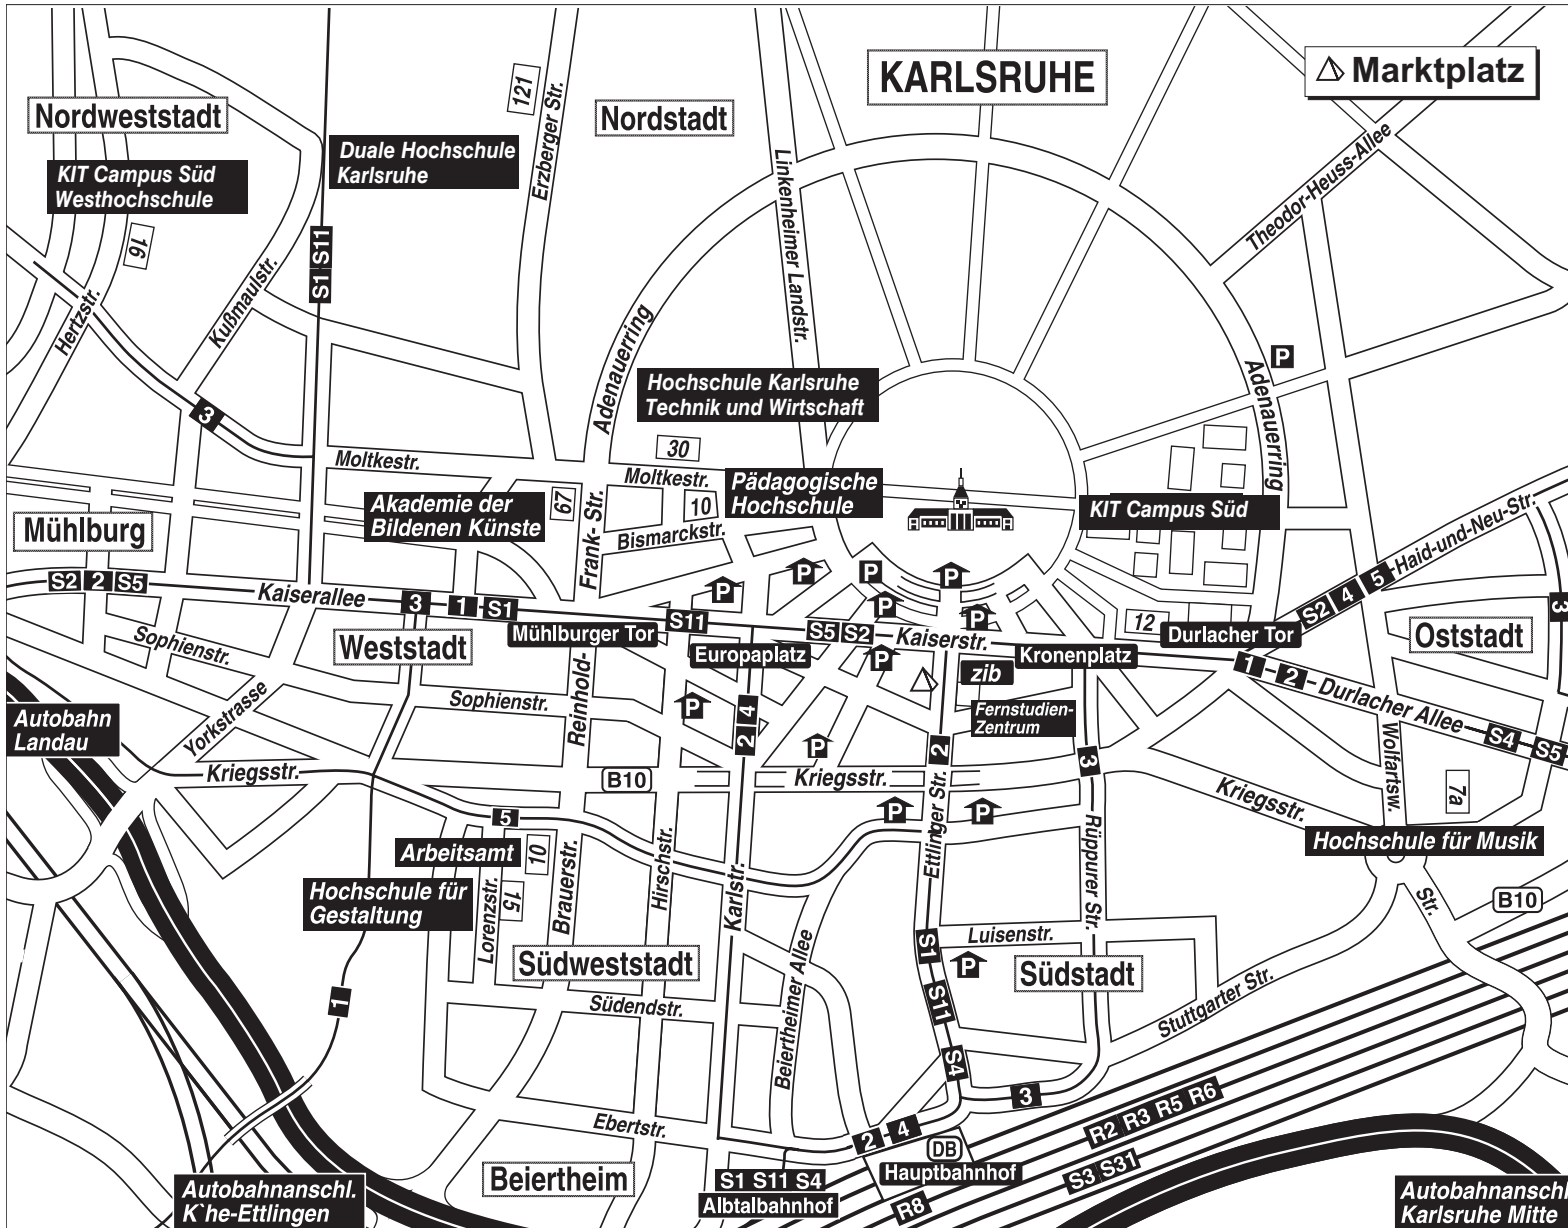 KARLSRUHE
Marktplatz
Nordweststadt
121
Erzberger Str.
Nordstadt
KIT Campus Süd
Westhochschule
Duale Hochschule
Karlsruhe
Linkenheimer Landstr.
Theodor-Heuss-Allee
16
Hertzstr.
Kußmaulstr.
S1 S11
Adenauerring
P
Adenauerring
Hochschule Karlsruhe
Technik und Wirtschaft
3
30
Moltkestr.
Moltkestr.
Pädagogische
Hochschule
10
67
Akademie der
Bildenen Künste
Frank- Str.
Bismarckstr.
KIT Campus Süd
Mühlburg
Haid-und-Neu-Str.
S2 4 5
S2 2 S5
Kaiserallee
3
1
S1
P
P
P
P
P
P
S11
S5 S2
Kaiserstr.
12
Mühlburger Tor
Durlacher Tor
Oststadt
3
Sophienstr.
Weststadt
Europaplatz
P
Kronenplatz
1
2
Durlacher Allee
S4
S5
zib
Fernstudien-
Zentrum
Sophienstr.
Reinhold-
P
Autobahn
Landau
Yorkstrasse
2 4
P
2
3
Wolfartsw.
Kriegsstr.
B10
Kriegsstr.
Kriegsstr.
7a
5
P
P
Ettlinger Str.
Rüppurer Str.
Hochschule für Musik
Arbeitsamt
10
Brauerstr.
Hirschstr.
Karlstr.
Hochschule für
Gestaltung
Lorenzstr.
15
Str.
B10
Beiertheimer Allee
S1
Luisenstr.
P
Südweststadt
Südstadt
1
Südendstr.
S11
Stuttgarter Str.
S4
3
Ebertstr.
2
4
R2 R3 R5 R6
DB
Hauptbahnhof
S3 S31
Beiertheim
S1 S11 S4
Albtalbahnhof
R8
Autobahnanschl.
K`he-Ettlingen
Autobahnanschl
Karlsruhe Mitte